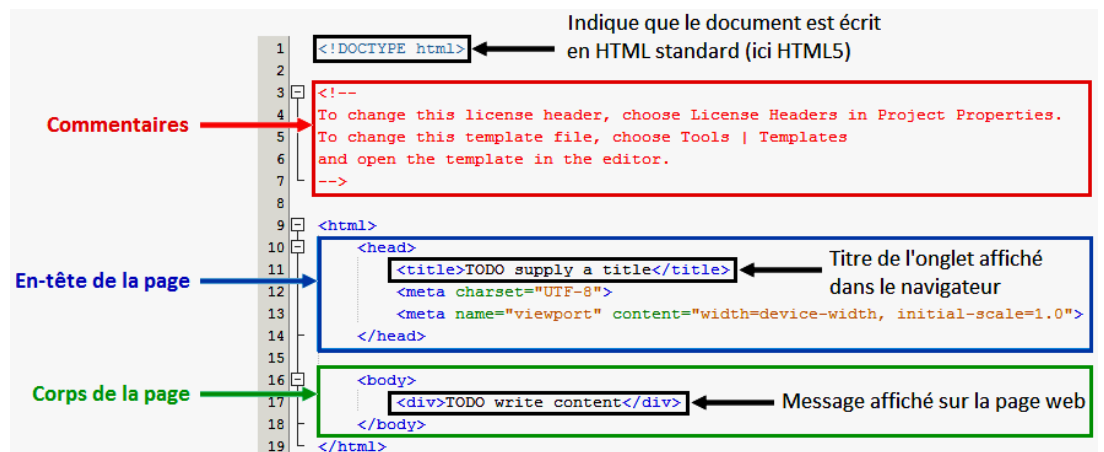 Indique que le document est écrit
en HTML standard (ici HTML5)
1 <!DOCTYPE html>
2
3 <!--
4 To change this license header, choose License Headers in Project Properties.
Commentaires
5 To change this template file, choose Tools | Templates
6 and open the template in the editor.
7 -->
8
9 <html>
10 <head>
11 <title>TODO supply a title</title>
Titre de l'onglet affiché
dans le navigateur
En-tête de la page
12 <meta charset="UTF-8">
13 <meta name="viewport" content="width=device-width, initial-scale=1.0">
14 </head>
15
16 <body>
Corps de la page
17 <div>TODO write content</div>
Message affiché sur la page web
18 </body>
19 </html>